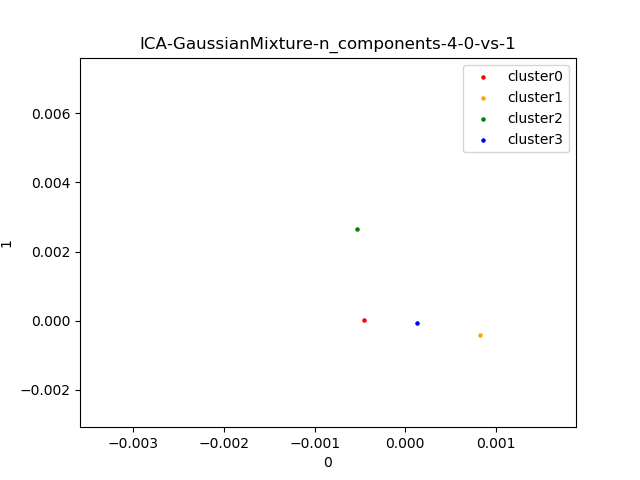 ICA-GaussianMixture-n_components-4-0-vs-1
cluster0
cluster1
cluster2
cluster3
0.006
0.004
0.002
0.000
−0.002
1
−0.003
−0.002
−0.001
0.000
0.001
0